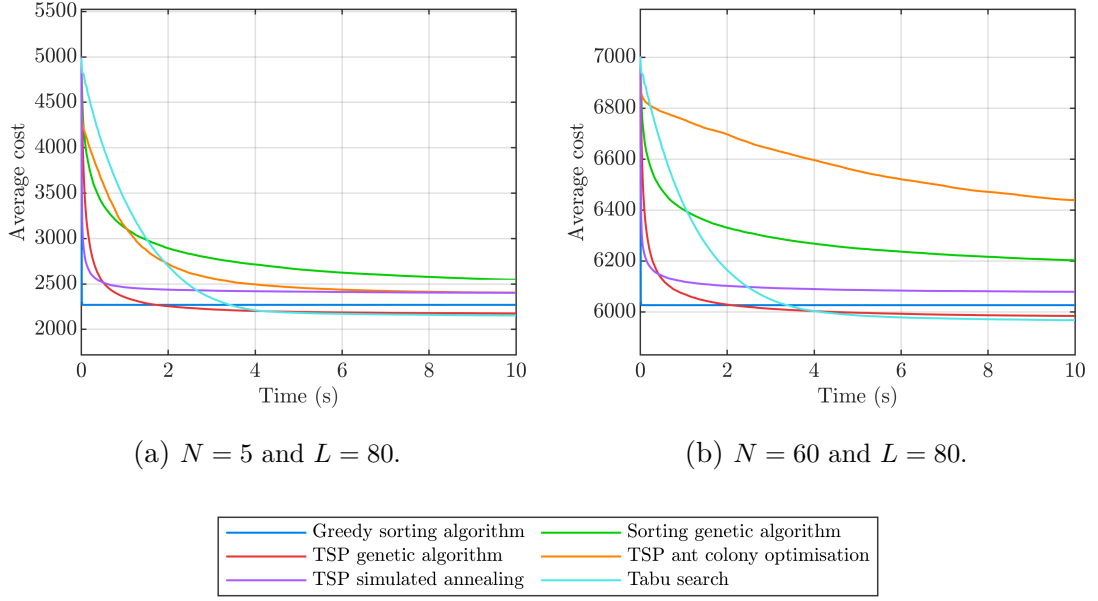 5500
5000
4500
4000
3500
3000
2500
2000
Average cost
0 2 4 6 8 10
Time (s)
(a) N = 5 and L = 80.
7000
6800
6600
6400
6200
6000
Average cost
0 2 4 6 8 10
Time (s)
(b) N = 60 and L = 80.
Greedy sorting algorithm
TSP genetic algorithm
TSP simulated annealing
Sorting genetic algorithm
TSP ant colony optimisation
Tabu search